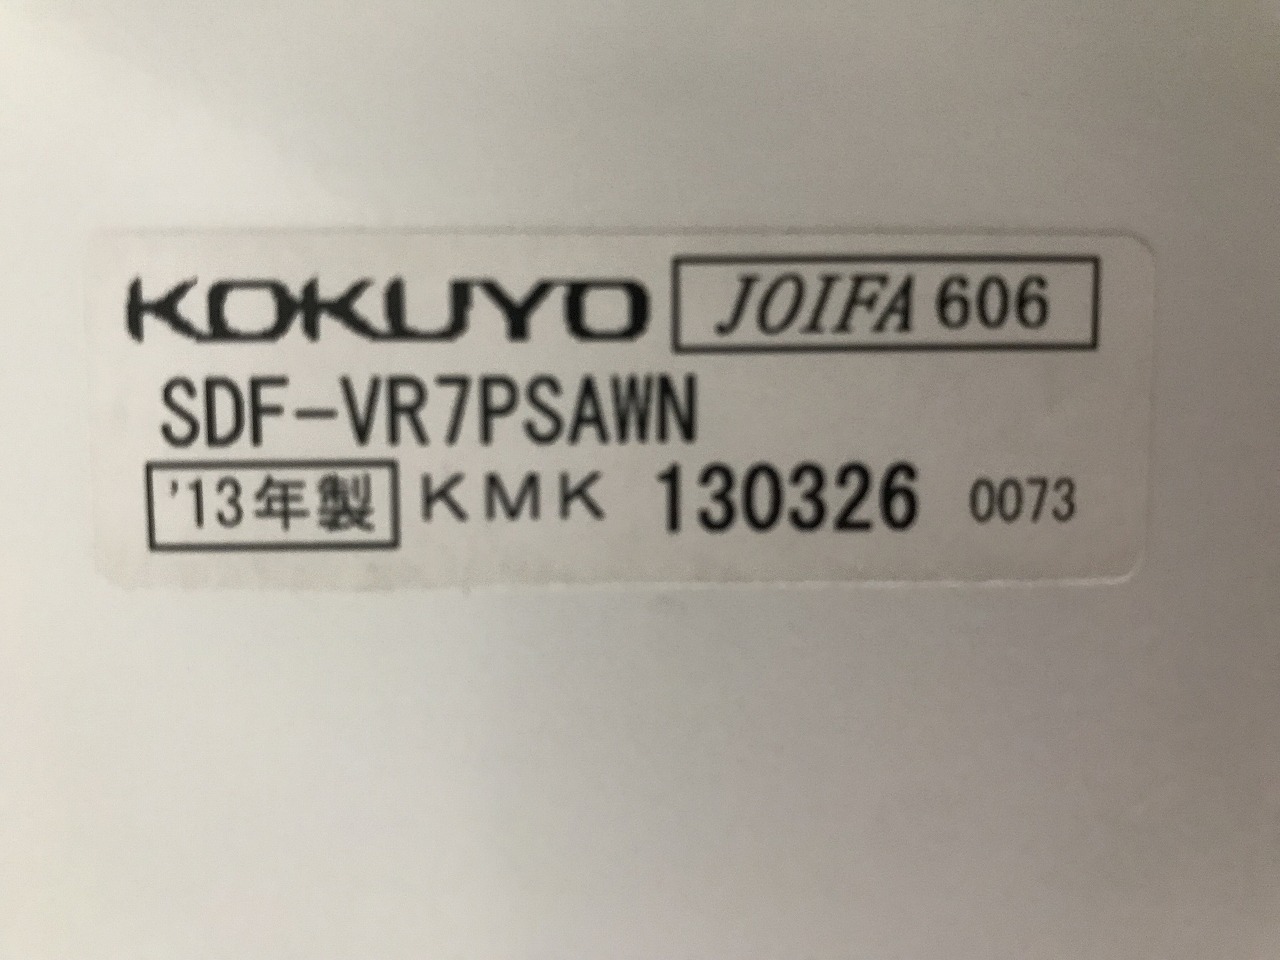 KOKUYO JOIFA 606
SDF-VR7PSAWN
'13年製 KMK 130326 0073